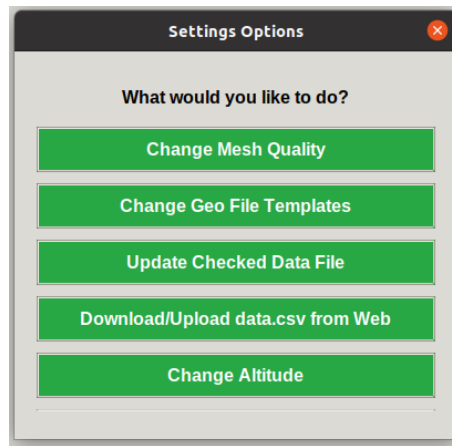 Settings Options
What would you like to do?
Change Mesh Quality
Change Geo File Templates
Update Checked Data File
Download/Upload data.csv from Web
Change Altitude